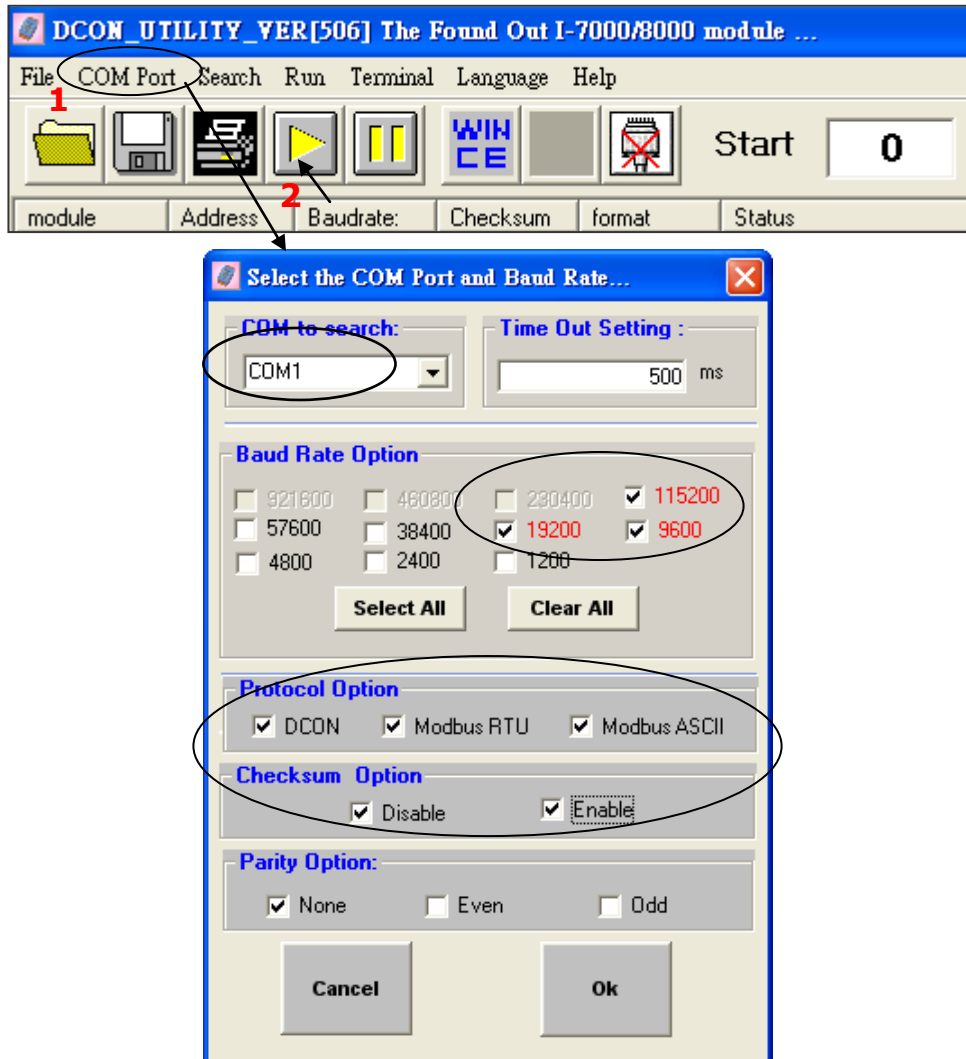 DCON_UTILITY_VER[506] The Found Out I-7000/8000 module ...
File COM Port Search Run Terminal Language Help
1
WIN CE
Start 0
2
module Address Baudrate: Checksum format Status
Select the COM Port and Baud Rate...
COM to search: Time Out Setting :
COM1 500 ms
Baud Rate Option
921600 460800 230400 115200
57600 38400 19200 9600
4800 2400 1200
Select All Clear All
Protocol Option
DCON Modbus RTU Modbus ASCII
Checksum Option
Disable Enable
Parity Option:
None Even Odd
Cancel Ok